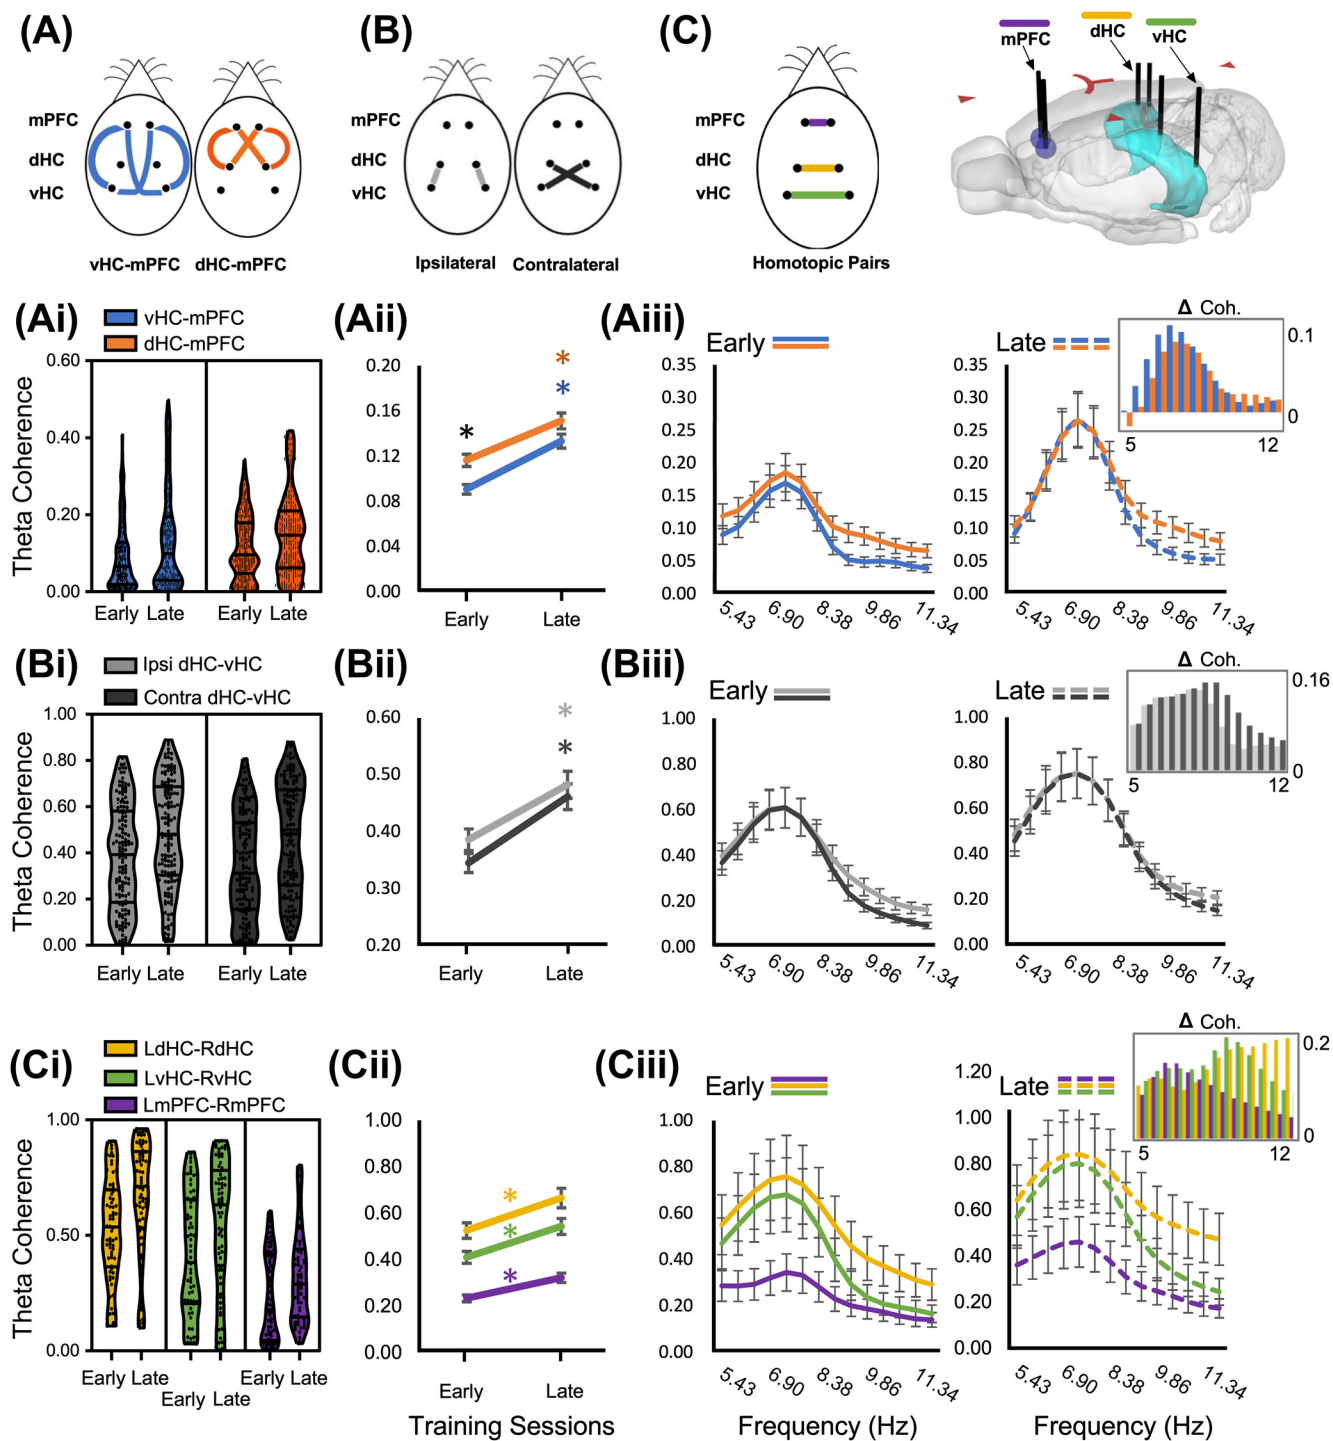 (A)
(B)
(C)
mPFC
dHC
vHC
vHC-mPFC dHC-mPFC
mPFC
dHC
vHC
Ipsilateral Contralateral
mPFC
dHC
vHC
Homotopic Pairs
mPFC
dHC
vHC
(Ai)
vHC-mPFC
dHC-mPFC
Theta Coherence
0.60
0.40
0.20
0.00
Early Late
Early Late
(Aii)
0.20
0.16
0.12
0.08
0.04
0.00
*
*
*
Early
Late
(Aiii)
Early
0.35
0.30
0.25
0.20
0.15
0.10
0.05
0.00
5.43 6.90 8.38 9.86 11.34
Late
0.35
0.30
0.25
0.20
0.15
0.10
0.05
0.00
5.43 6.90 8.38 9.86 11.34
Δ Coh.
0.1
0
5 12
(Bi)
Ipsi dHC-vHC
Contra dHC-vHC
Theta Coherence
1.00
0.80
0.60
0.40
0.20
0.00
Early Late
Early Late
(Bii)
0.60
0.50
0.40
0.30
0.20
*
*
Early
Late
(Biii)
Early
1.00
0.80
0.60
0.40
0.20
0.00
5.43 6.90 8.38 9.86 11.34
Late
1.00
0.80
0.60
0.40
0.20
0.00
5.43 6.90 8.38 9.86 11.34
Δ Coh.
0.16
0
5 12
(Ci)
LdHC-RdHC
LvHC-RvHC
LmPFC-RmPFC
Theta Coherence
1.00
0.50
0.00
Early Late
Early Late
Early Late
(Cii)
1.00
0.80
0.60
0.40
0.20
0.00
*
*
*
Early
Late
Training Sessions
(Ciii)
Early
1.00
0.80
0.60
0.40
0.20
0.00
5.43 6.90 8.38 9.86 11.34
Frequency (Hz)
Late
1.20
1.00
0.80
0.60
0.40
0.20
0.00
5.43 6.90 8.38 9.86 11.34
Frequency (Hz)
Δ Coh.
0.2
0
5 12